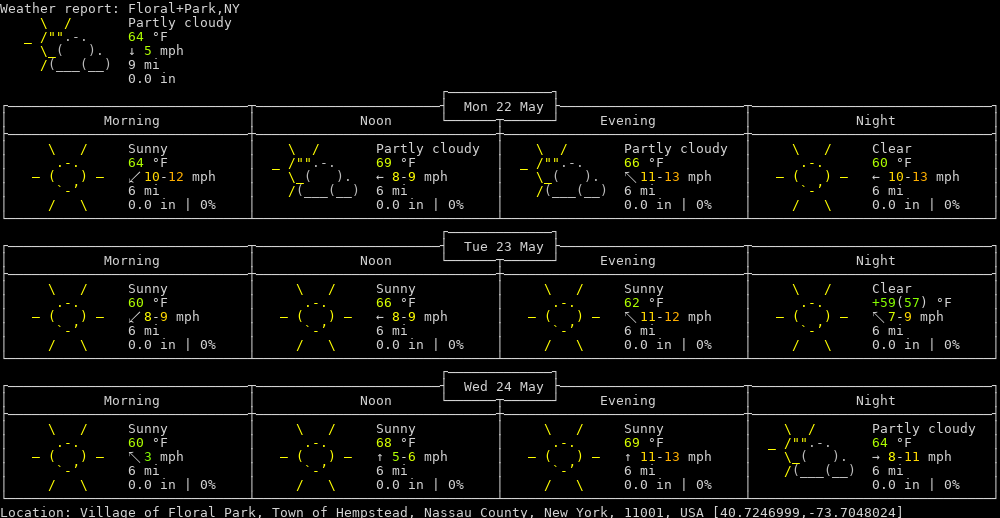 Weather report: Floral+Park,NY
Partly cloudy
64 °F
↓ 5 mph
9 mi
0.0 in
Mon 22 May
Morning Noon Evening Night
Sunny Partly cloudy Partly cloudy Clear
64 °F 69 °F 66 °F 60 °F
↙ 10-12 mph ← 8-9 mph ↖ 11-13 mph ← 10-13 mph
6 mi 6 mi 6 mi 6 mi
0.0 in | 0% 0.0 in | 0% 0.0 in | 0% 0.0 in | 0%
Tue 23 May
Morning Noon Evening Night
Sunny Sunny Sunny Clear
60 °F 66 °F 62 °F +59(57) °F
↙ 8-9 mph ← 8-9 mph ↖ 11-12 mph ↖ 7-9 mph
6 mi 6 mi 6 mi 6 mi
0.0 in | 0% 0.0 in | 0% 0.0 in | 0% 0.0 in | 0%
Wed 24 May
Morning Noon Evening Night
Sunny Sunny Sunny Partly cloudy
60 °F 68 °F 69 °F 64 °F
↖ 3 mph ↑ 5-6 mph ↑ 11-13 mph → 8-11 mph
6 mi 6 mi 6 mi 6 mi
0.0 in | 0% 0.0 in | 0% 0.0 in | 0% 0.0 in | 0%
Location: Village of Floral Park, Town of Hempstead, Nassau County, New York, 11001, USA [40.7246999,-73.7048024]